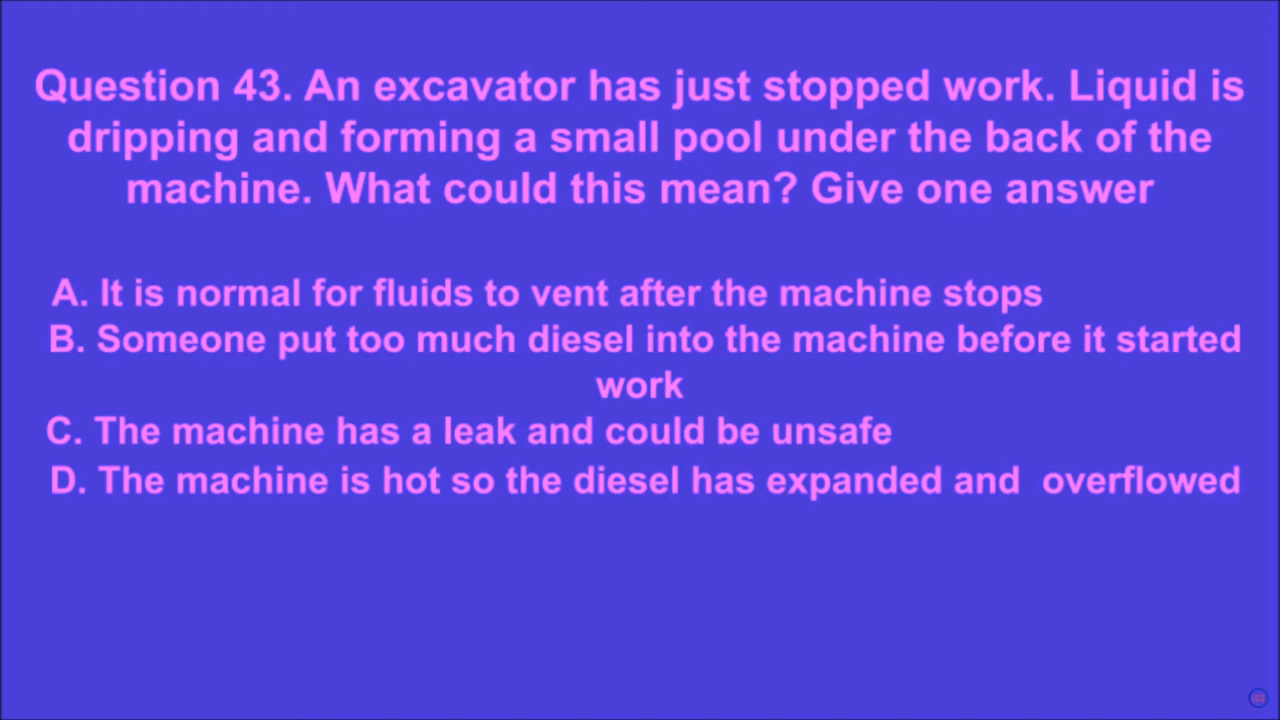 Question 43. An excavator has just stopped work. Liquid is
dripping and forming a small pool under the back of the
machine. What could this mean? Give one answer
A. It is normal for fluids to vent after the machine stops
B. Someone put too much diesel into the machine before it started
work
C. The machine has a leak and could be unsafe
D. The machine is hot so the diesel has expanded and overflowed